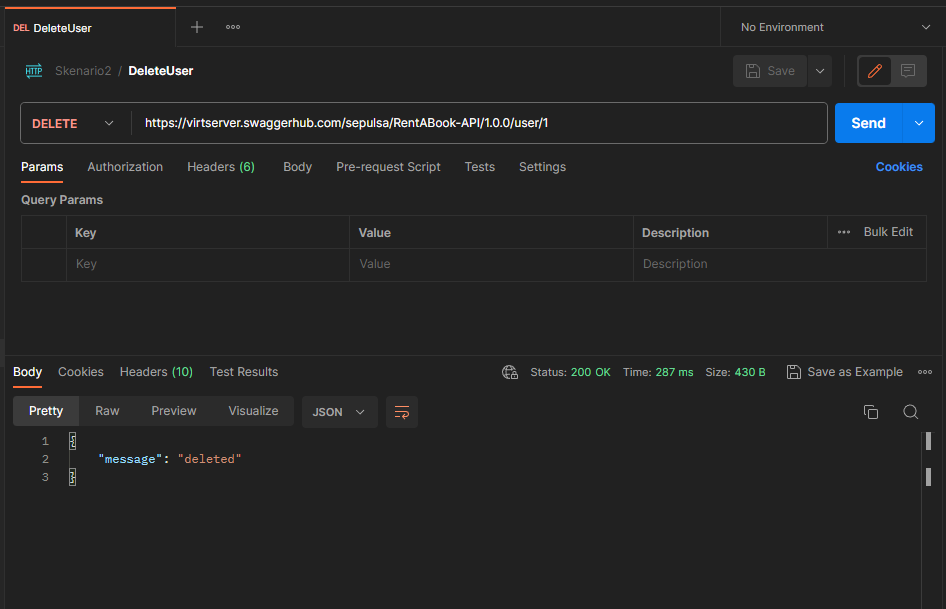 DEL DeleteUser
No Environment
HTTP Skenario2 / DeleteUser
Save
DELETE https://virtserver.swaggerhub.com/sepulsa/RentABook-API/1.0.0/user/1 Send
Params Authorization Headers (6) Body Pre-request Script Tests Settings Cookies
Query Params
Key Value Description Bulk Edit
Key Value Description
Body Cookies Headers (10) Test Results Status: 200 OK Time: 287 ms Size: 430 B Save as Example
Pretty Raw Preview Visualize JSON
1 {
2 "message": "deleted"
3 }